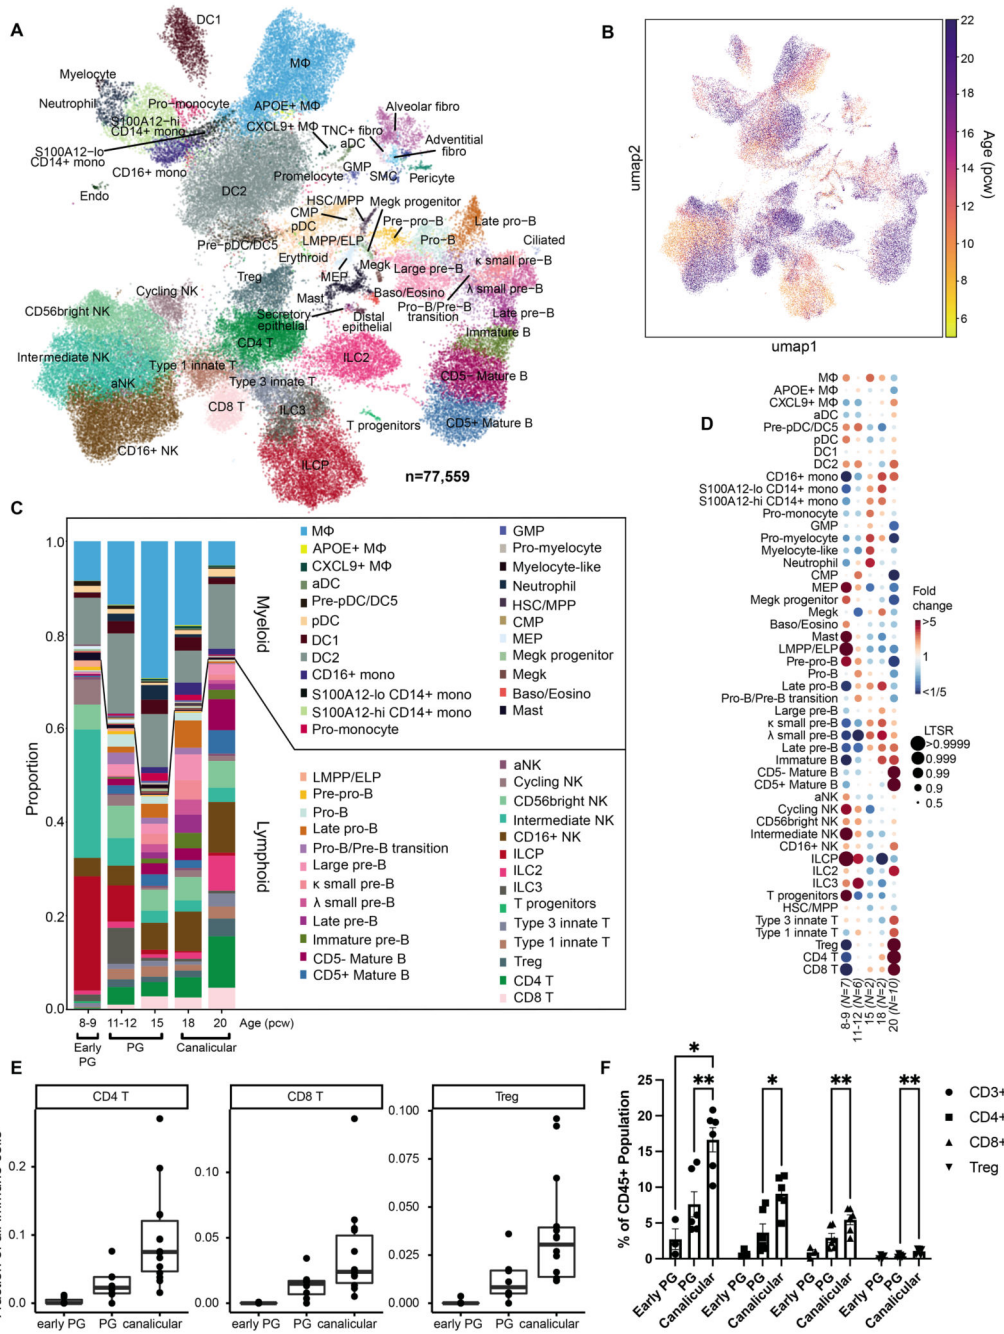 A
DC1
MΦ
Myelocyte
Neutrophil
Pro-monocyte
S100A12-hi
CD14+ mono
S100A12-lo
CD14+ mono
CD16+ mono
Endo
APOE+ MΦ
CXCL9+ MΦ
TNC+ fibro
aDC
Alveolar fibro
Adventitial
fibro
Promelocyte
GMP
SMC
Pericyte
DC2
HSC/MPP
Megk progenitor
CMP
pDC
Pre-pro-B
Late pro-B
Pre-pDC/DC5
LMPP/ELP
Pro-B
Ciliated
Erythroid
MEP
Megk
Large pre-B
κ small pre-B
Treg
Mast
Baso/Eosino
λ small pre-B
Cycling NK
Secretory
epithelial
Distal
epithelial
Pro-B/Pre-B
transition
Late pre-B
CD56bright NK
CD4 T
Immature B
Intermediate NK
Type 1 innate T
ILC2
aNK
Type 3 innate T
CD5- Mature B
CD8 T
ILC3
T progenitors
CD5+ Mature B
CD16+ NK
ILCP
n=77,559
B
umap2
umap1
22
20
18
16
14
12
10
8
6
Age (pcw)
C
Proportion
1.0
0.8
0.6
0.4
0.2
0.0
8-9
11-12
15
18
20
Age (pcw)
Early
PG
PG
Canalicular
Myeloid
Lymphoid
MΦ
APOE+ MΦ
CXCL9+ MΦ
aDC
Pre-pDC/DC5
pDC
DC1
DC2
CD16+ mono
S100A12-lo CD14+ mono
S100A12-hi CD14+ mono
Pro-monocyte
GMP
Pro-myelocyte
Myelocyte-like
Neutrophil
HSC/MPP
CMP
MEP
Megk progenitor
Megk
Baso/Eosino
Mast
LMPP/ELP
Pre-pro-B
Pro-B
Late pro-B
Pro-B/Pre-B transition
Large pre-B
κ small pre-B
λ small pre-B
Late pre-B
Immature pre-B
CD5- Mature B
CD5+ Mature B
aNK
Cycling NK
CD56bright NK
Intermediate NK
CD16+ NK
ILCP
ILC2
ILC3
T progenitors
Type 3 innate T
Type 1 innate T
Treg
CD4 T
CD8 T
D
MΦ
APOE+ MΦ
CXCL9+ MΦ
aDC
Pre-pDC/DC5
pDC
DC1
DC2
CD16+ mono
S100A12-lo CD14+ mono
S100A12-hi CD14+ mono
Pro-monocyte
GMP
Pro-myelocyte
Myelocyte-like
Neutrophil
CMP
MEP
Megk progenitor
Megk
Baso/Eosino
Mast
LMPP/ELP
Pre-pro-B
Pro-B
Late pro-B
Pro-B/Pre-B transition
Large pre-B
κ small pre-B
λ small pre-B
Late pre-B
Immature B
CD5- Mature B
CD5+ Mature B
aNK
Cycling NK
CD56bright NK
Intermediate NK
CD16+ NK
ILCP
ILC2
ILC3
T progenitors
HSC/MPP
Type 3 innate T
Type 1 innate T
Treg
CD4 T
CD8 T
8-9 (N=7)
11-12 (N=6)
15 (N=2)
18 (N=2)
20 (N=10)
Fold
change
>5
1
<1/5
LTSR
>0.9999
0.999
0.99
0.9
0.5
E
CD4 T
0.2
0.1
0.0
early PG
PG
canalicular
CD8 T
0.10
0.05
0.00
early PG
PG
canalicular
Treg
0.100
0.075
0.050
0.025
0.000
early PG
PG
canalicular
F
% of CD45+ Population
25
20
15
10
5
0
*
**
*
**
**
Early PG
PG
Canalicular
Early PG
PG
Canalicular
Early PG
PG
Canalicular
Early PG
PG
Canalicular
CD3+
CD4+
CD8+
Treg